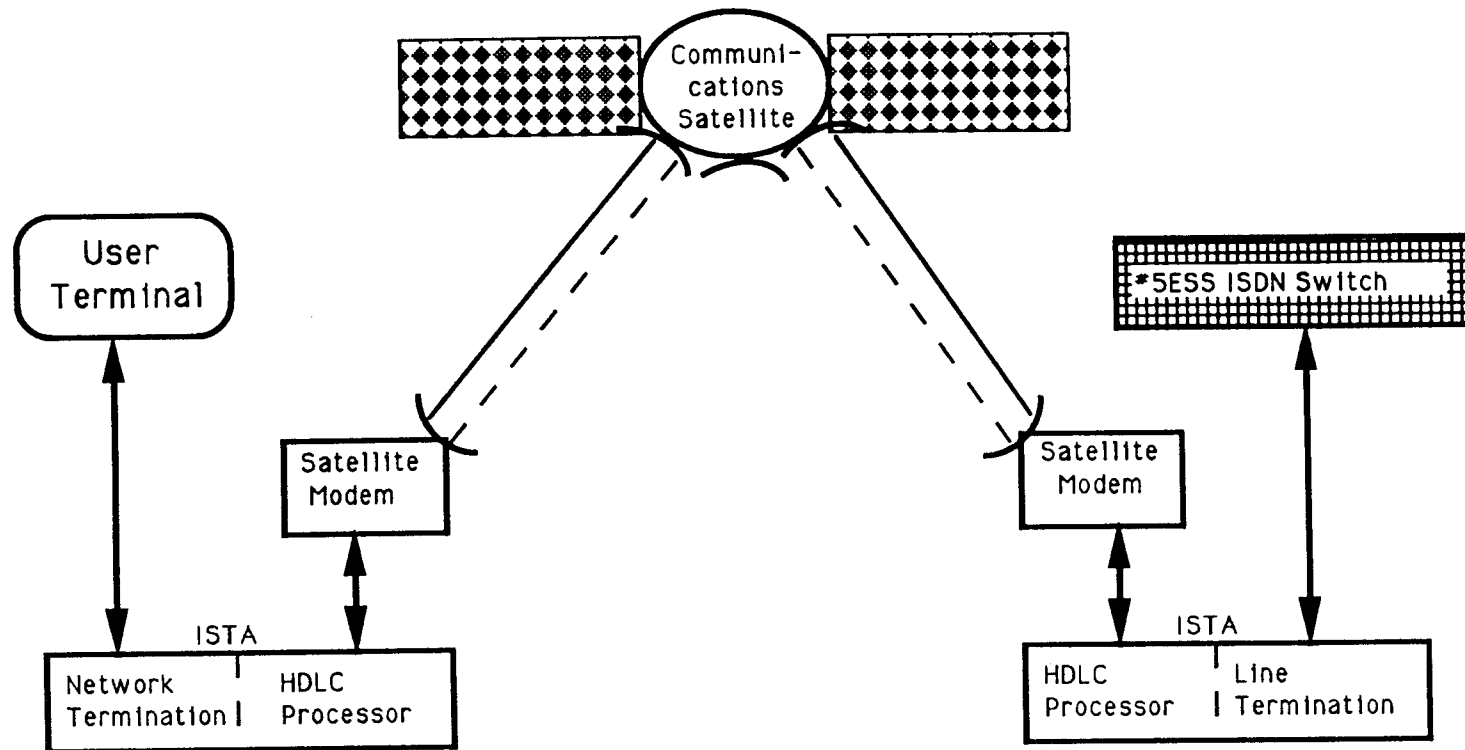 Communi-
cations
Satellite
User
Terminal
#5ESS ISDN Switch
Satellite
Modem
Satellite
Modem
ISTA
Network
Termination
HDLC
Processor
ISTA
HDLC
Processor
Line
Termination